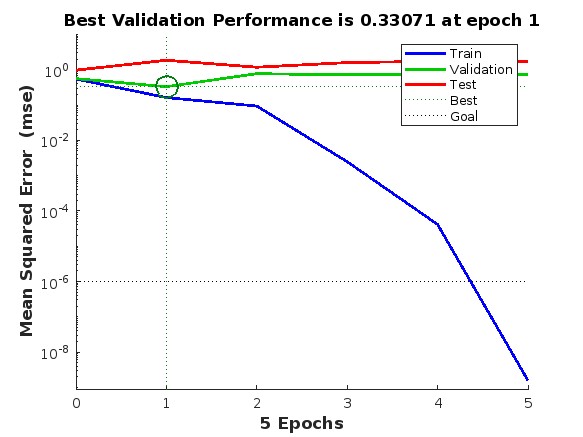 Best Validation Performance is 0.33071 at epoch 1
Train
Validation
Test
Best
Goal
Mean Squared Error  (mse)
10^0
10^-2
10^-4
10^-6
10^-8
0 1 2 3 4 5
5 Epochs